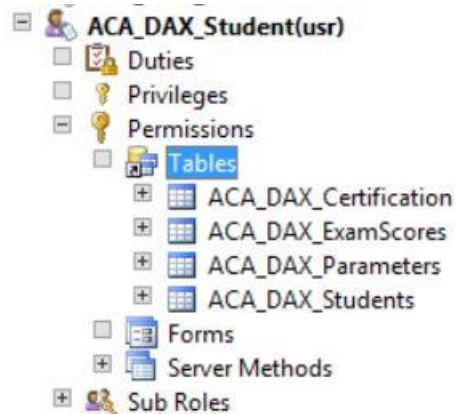 ACA_DAX_Student(usr)
Duties
Privileges
Permissions
Tables
ACA_DAX_Certification
ACA_DAX_ExamScores
ACA_DAX_Parameters
ACA_DAX_Students
Forms
Server Methods
Sub Roles